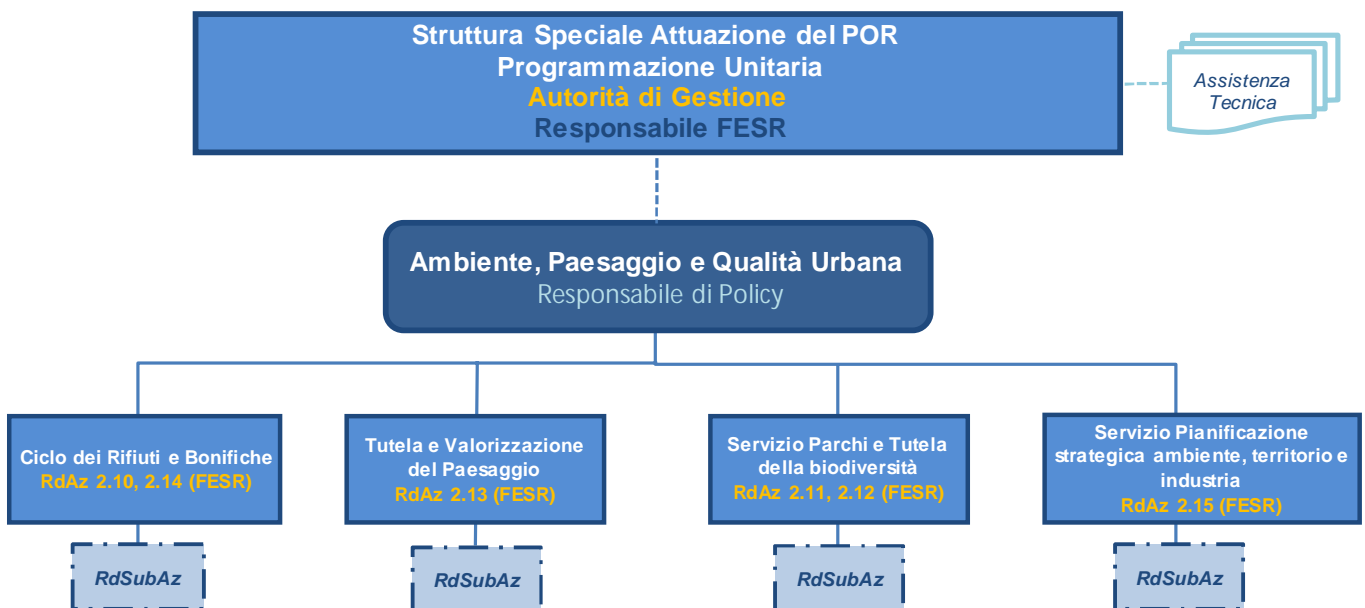 Struttura Speciale Attuazione del POR
Programmazione Unitaria
Autorità di Gestione
Responsabile FESR
Assistenza
Tecnica
Ambiente, Paesaggio e Qualità Urbana
Responsabile di Policy
Ciclo dei Rifiuti e Bonifiche
RdAz 2.10, 2.14 (FESR)
Tutela e Valorizzazione
del Paesaggio
RdAz 2.13 (FESR)
Servizio Parchi e Tutela
della biodiversità
RdAz 2.11, 2.12 (FESR)
Servizio Pianificazione
strategica ambiente, territorio e
industria
RdAz 2.15 (FESR)
RdSubAz
RdSubAz
RdSubAz
RdSubAz